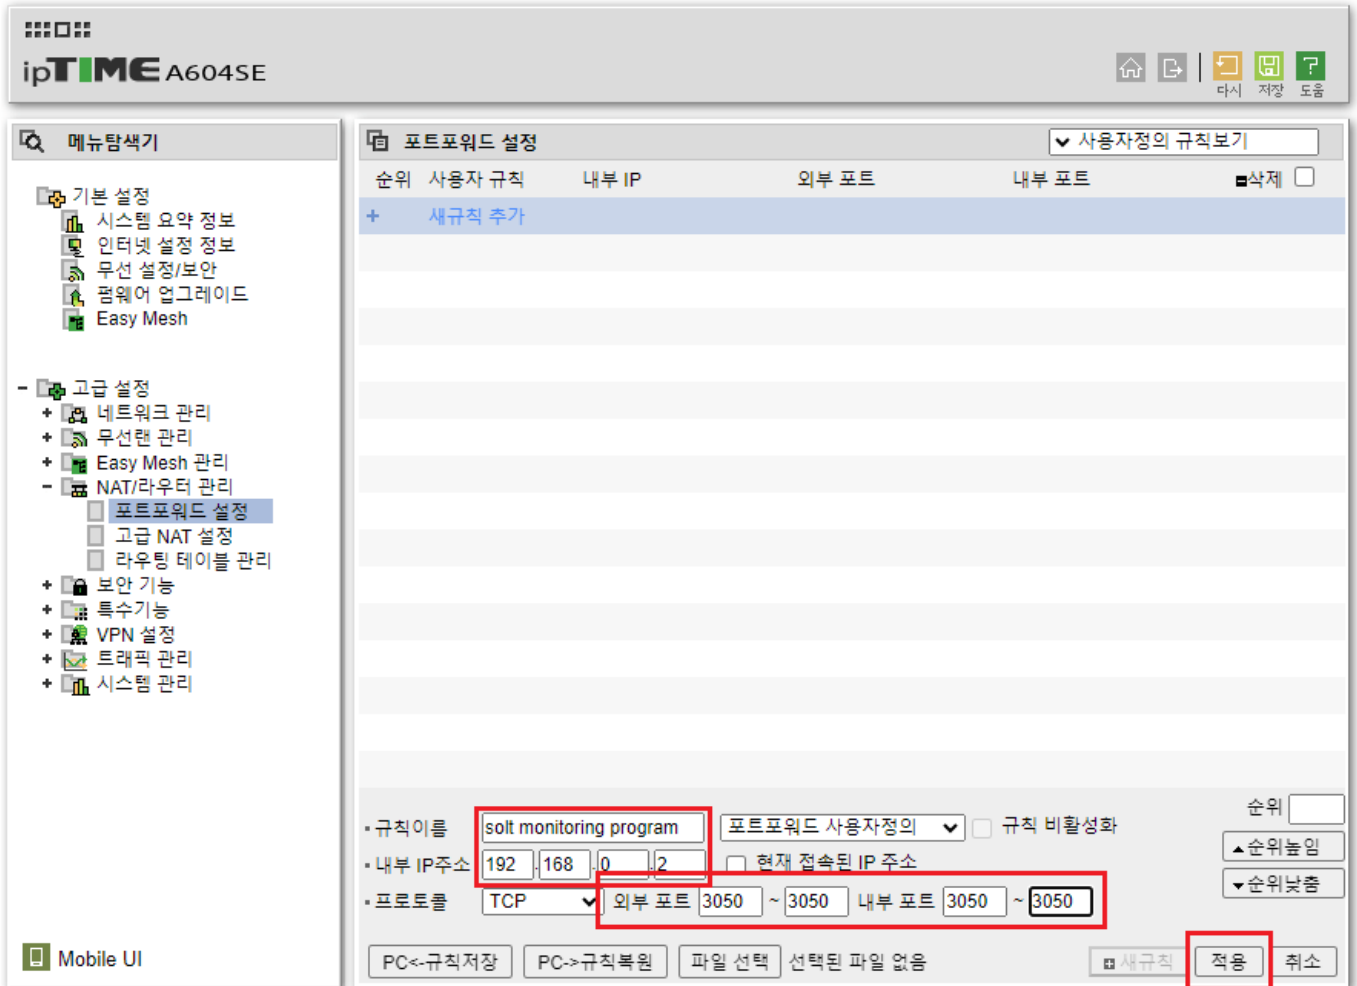 ipTIME A604SE
다시 저장 도움
메뉴탐색기
기본 설정
시스템 요약 정보
인터넷 설정 정보
무선 설정/보안
펌웨어 업그레이드
Easy Mesh
고급 설정
네트워크 관리
무선랜 관리
Easy Mesh 관리
NAT/라우터 관리
포트포워드 설정
고급 NAT 설정
라우팅 테이블 관리
보안 기능
특수기능
VPN 설정
트래픽 관리
시스템 관리
Mobile UI
포트포워드 설정 사용자정의 규칙보기
순위 사용자 규칙 내부 IP 외부 포트 내부 포트 삭제
+ 새규칙 추가
순위
규칙이름 solt monitoring program 포트포워드 사용자정의 규칙 비활성화
▲순위높임
내부 IP주소 192 .168 .0 .2 현재 접속된 IP 주소
▼순위낮춤
프로토콜 TCP 외부 포트 3050 ~ 3050 내부 포트 3050 ~ 3050
PC<-규칙저장 PC->규칙복원 파일 선택 선택된 파일 없음 새규칙 적용 취소